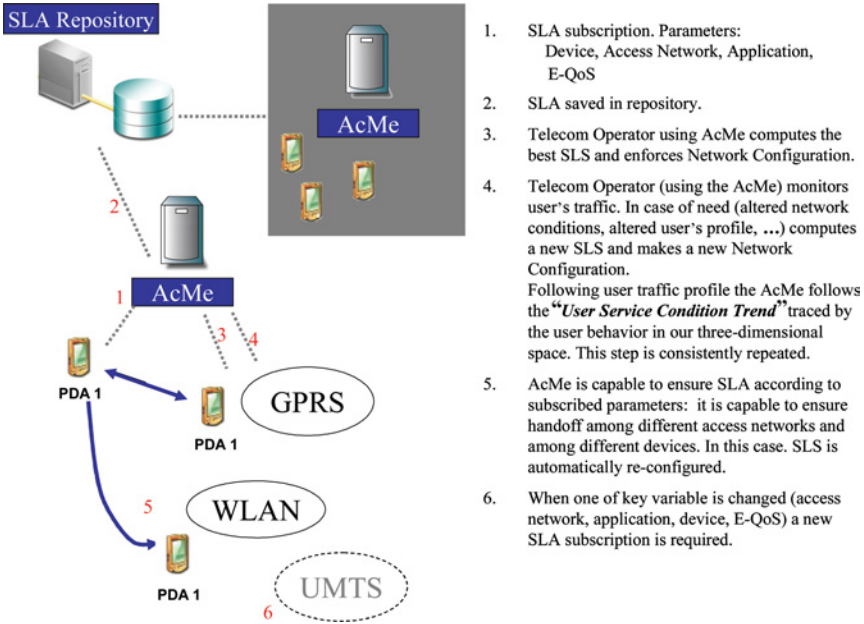 SLA Repository
AcMe
2
1
AcMe
3
4
PDA 1
GPRS
PDA 1
5
WLAN
PDA 1
6
UMTS
1. SLA subscription. Parameters:
Device, Access Network, Application,
E-QoS
2. SLA saved in repository.
3. Telecom Operator using AcMe computes the
best SLS and enforces Network Configuration.
4. Telecom Operator (using the AcMe) monitors
user's traffic. In case of need (altered network
conditions, altered user's profile, ...) computes
a new SLS and makes a new Network
Configuration.
Following user traffic profile the AcMe follows
the “User Service Condition Trend” traced by
the user behavior in our three-dimensional
space. This step is consistently repeated.
5. AcMe is capable to ensure SLA according to
subscribed parameters: it is capable to ensure
handoff among different access networks and
among different devices. In this case. SLS is
automatically re-configured.
6. When one of key variable is changed (access
network, application, device, E-QoS) a new
SLA subscription is required.